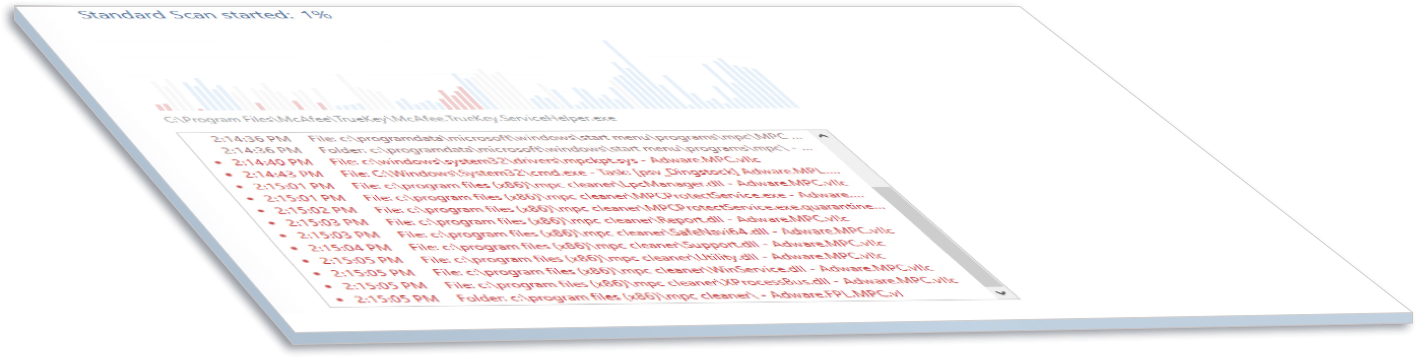 Standard Scan started: 1%
C:\Program Files\McAfee\TrueKey\McAfee.TrueKey.ServiceHelper.exe
2:14:36 PM File: c:\programdata\microsoft\windows\start menu\programs\mpc\MPC ...
2:14:36 PM Folder: c:\programdata\microsoft\windows\start menu\programs\mpc\ - ...
• 2:14:40 PM File: c:\windows\system32\drivers\mpckpt.sys - Adware.MPC.vl!c
• 2:14:43 PM File: C:\Windows\System32\cmd.exe - Task: [psv_Dingstock] Adware.MPL....
• 2:15:01 PM File: c:\program files (x86)\mpc cleaner\LpcManager.dll - Adware.MPC.vl!c
• 2:15:01 PM File: c:\program files (x86)\mpc cleaner\MPCProtectService.exe - Adware....
• 2:15:02 PM File: c:\program files (x86)\mpc cleaner\MPCProtectService.exe.quarantine...
• 2:15:03 PM File: c:\program files (x86)\mpc cleaner\Report.dll - Adware.MPC.vl!c
• 2:15:03 PM File: c:\program files (x86)\mpc cleaner\SafeNavi64.dll - Adware.MPC.vl!c
• 2:15:04 PM File: c:\program files (x86)\mpc cleaner\Support.dll - Adware.MPC.vl!c
• 2:15:05 PM File: c:\program files (x86)\mpc cleaner\Utility.dll - Adware.MPC.vl!c
• 2:15:05 PM File: c:\program files (x86)\mpc cleaner\WinService.dll - Adware.MPC.vl!c
• 2:15:05 PM File: c:\program files (x86)\mpc cleaner\XProcessBus.dll - Adware.MPC.vl!c
• 2:15:05 PM Folder: c:\program files (x86)\mpc cleaner\ - Adware.FPL.MPC.vl